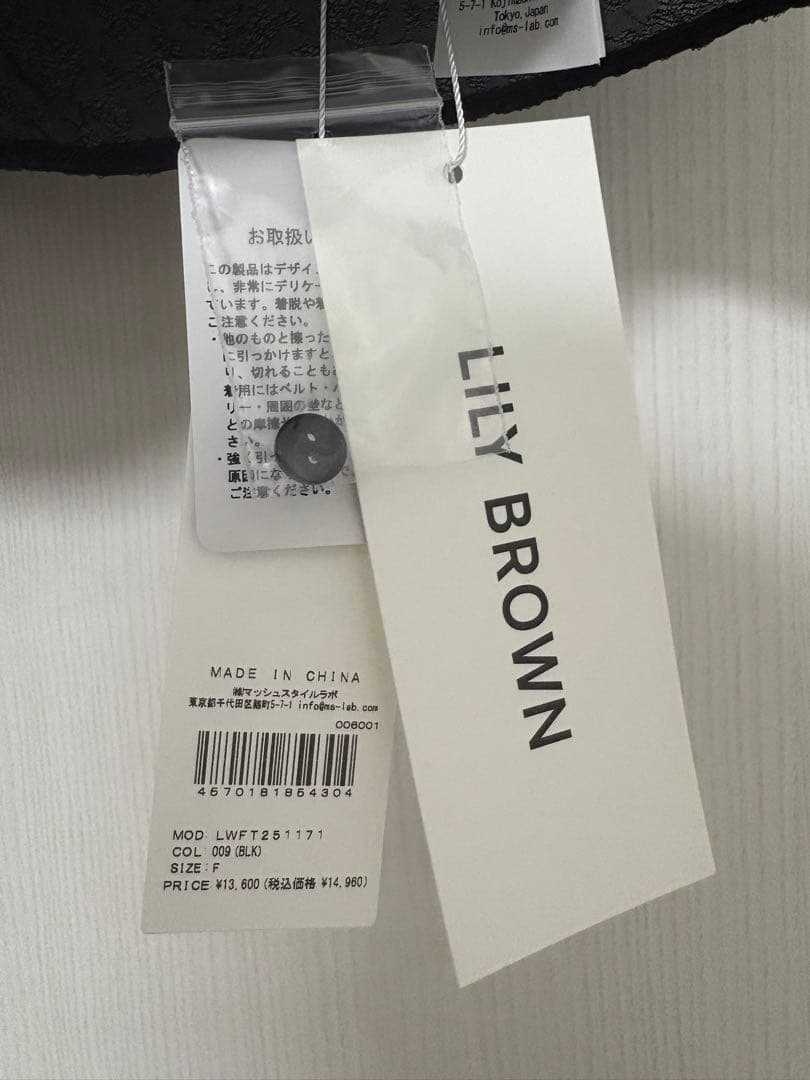 Tokyo, Japan
info@ms-lab.com
お取扱い
この製品はデザイ
し、非常にデリケー
ています。着脱や着
ご注意ください。
・他のものと擦った
に引っかけますと
り、切れることも
着用にはベルト・
リー・周囲の壁など
との摩擦
さい。
・強く引っ
原因にな
ご注意ください。
LILY BROWN
MADE IN CHINA
㈱マッシュスタイルラボ
東京都千代田区麹町5-7-1 info@ms-lab.com
006001
4570181854304
MOD: LWFT251171
COL: 009 (BLK)
SIZE: F
PRICE: ¥13,600 (税込価格 ¥14,960)